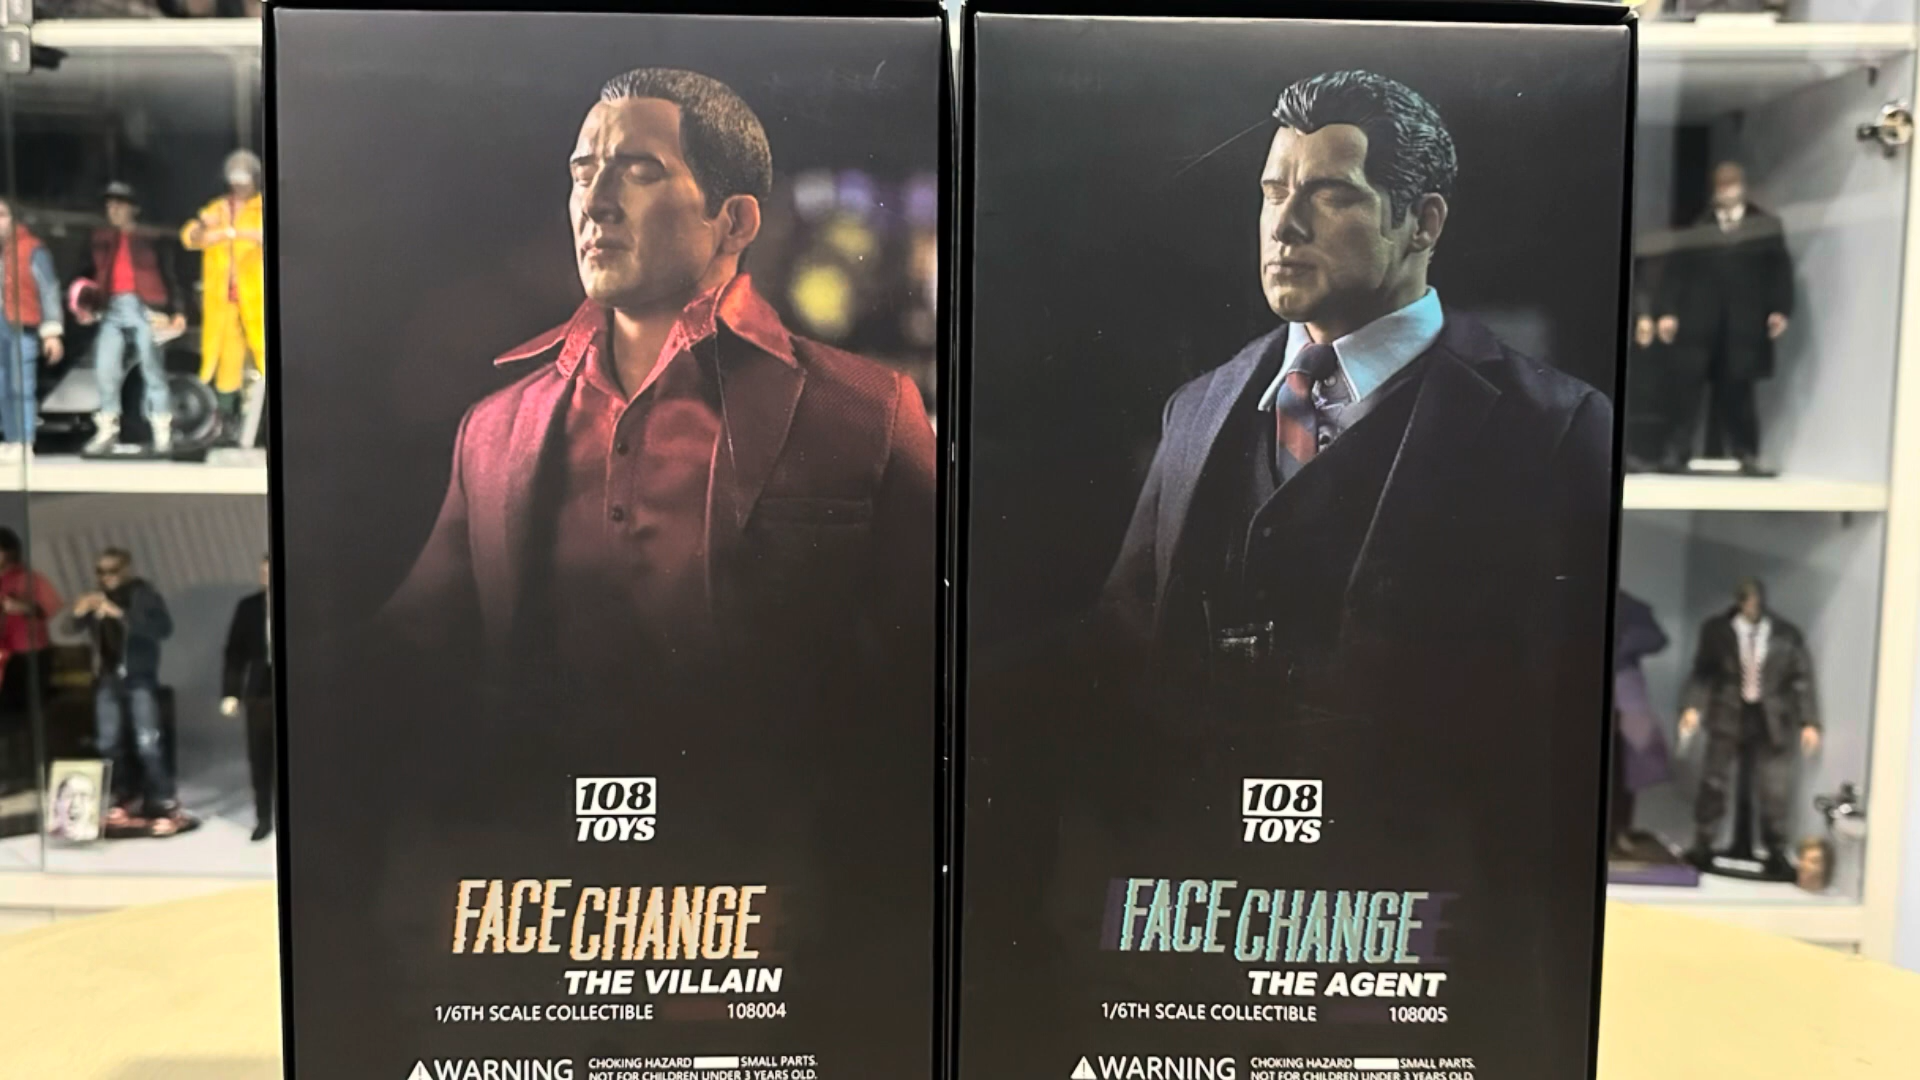 108
TOYS
FACE CHANGE
THE VILLAIN
1/6TH SCALE COLLECTIBLE 108004
WARNING
CHOKING HAZARD SMALL PARTS.
NOT FOR CHILDREN UNDER 3 YEARS OLD.
108
TOYS
FACE CHANGE
THE AGENT
1/6TH SCALE COLLECTIBLE 108005
WARNING
CHOKING HAZARD SMALL PARTS.
NOT FOR CHILDREN UNDER 3 YEARS OLD.